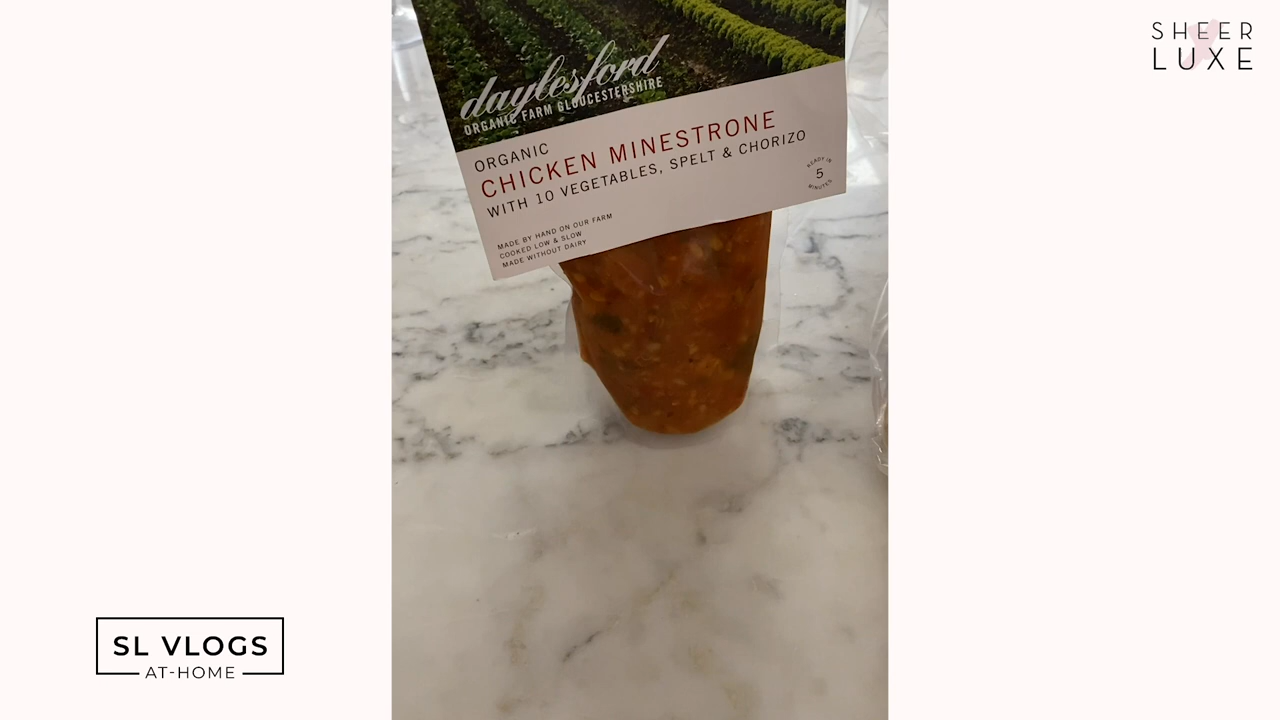 SHEER
LUXE
daylesford
ORGANIC FARM GLOUCESTERSHIRE
ORGANIC
CHICKEN MINESTRONE
WITH 10 VEGETABLES, SPELT & CHORIZO
READY IN
5
MINUTES
MADE BY HAND ON OUR FARM
COOKED LOW & SLOW
MADE WITHOUT DAIRY
SL VLOGS
AT-HOME